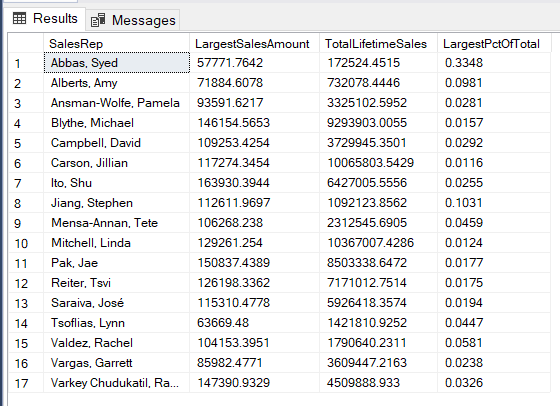 Results Messages
SalesRep LargestSalesAmount TotalLifetimeSales LargestPctOfTotal
1 Abbas, Syed 57771.7642 172524.4515 0.3348
2 Alberts, Amy 71884.6078 732078.4446 0.0981
3 Ansman-Wolfe, Pamela 93591.6217 3325102.5952 0.0281
4 Blythe, Michael 146154.5653 9293903.0055 0.0157
5 Campbell, David 109253.4254 3729945.3501 0.0292
6 Carson, Jillian 117274.3454 10065803.5429 0.0116
7 Ito, Shu 163930.3944 6427005.5556 0.0255
8 Jiang, Stephen 112611.9697 1092123.8562 0.1031
9 Mensa-Annan, Tete 106268.238 2312545.6905 0.0459
10 Mitchell, Linda 129261.254 10367007.4286 0.0124
11 Pak, Jae 150837.4389 8503338.6472 0.0177
12 Reiter, Tsvi 126198.3362 7171012.7514 0.0175
13 Saraiva, José 115310.4778 5926418.3574 0.0194
14 Tsoflias, Lynn 63669.48 1421810.9252 0.0447
15 Valdez, Rachel 104153.3951 1790640.2311 0.0581
16 Vargas, Garrett 85982.4771 3609447.2163 0.0238
17 Varkey Chudukatil, Ra... 147390.9329 4509888.933 0.0326